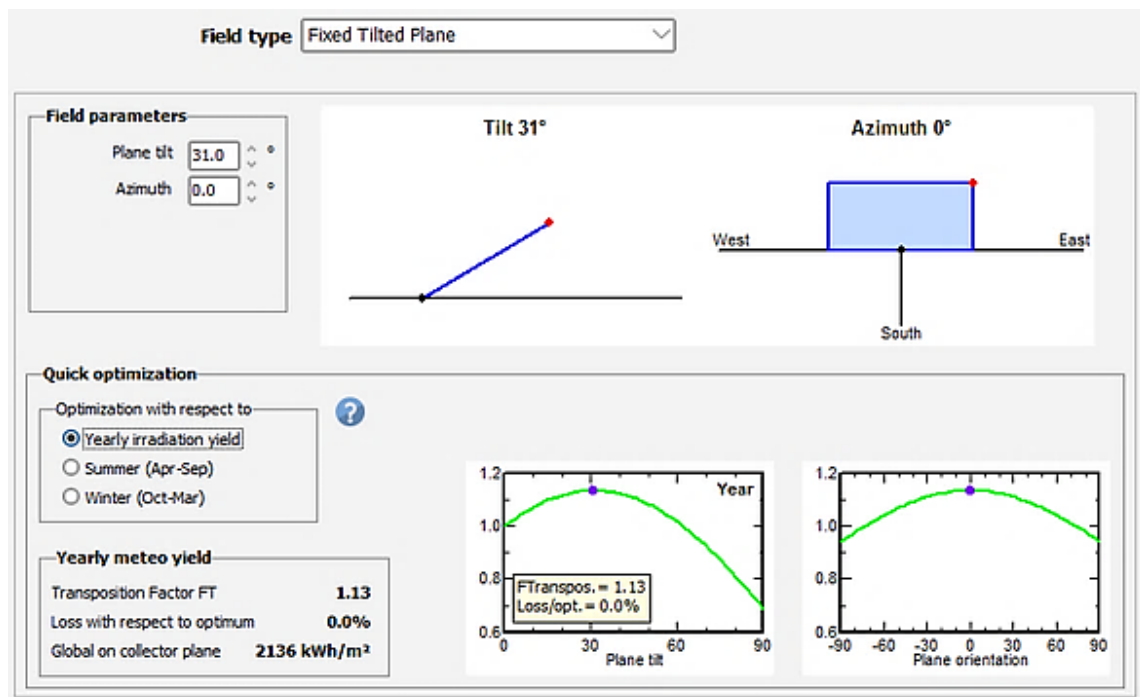 Field type Fixed Tilted Plane
Field parameters
Plane tilt 31.0 °
Azimuth 0.0 °
Tilt 31°
Azimuth 0°
West
East
South
Quick optimization
Optimization with respect to
Yearly irradiation yield
Summer (Apr-Sep)
Winter (Oct-Mar)
?
Yearly meteo yield
Transposition Factor FT 1.13
Loss with respect to optimum 0.0%
Global on collector plane 2136 kWh/m²
1.2
1.0
0.8
0.6
Year
FTranspos. = 1.13
Loss/opt. = 0.0%
0 30 60 90
Plane tilt
1.2
1.0
0.8
0.6
-90 -60 -30 0 30 60 90
Plane orientation